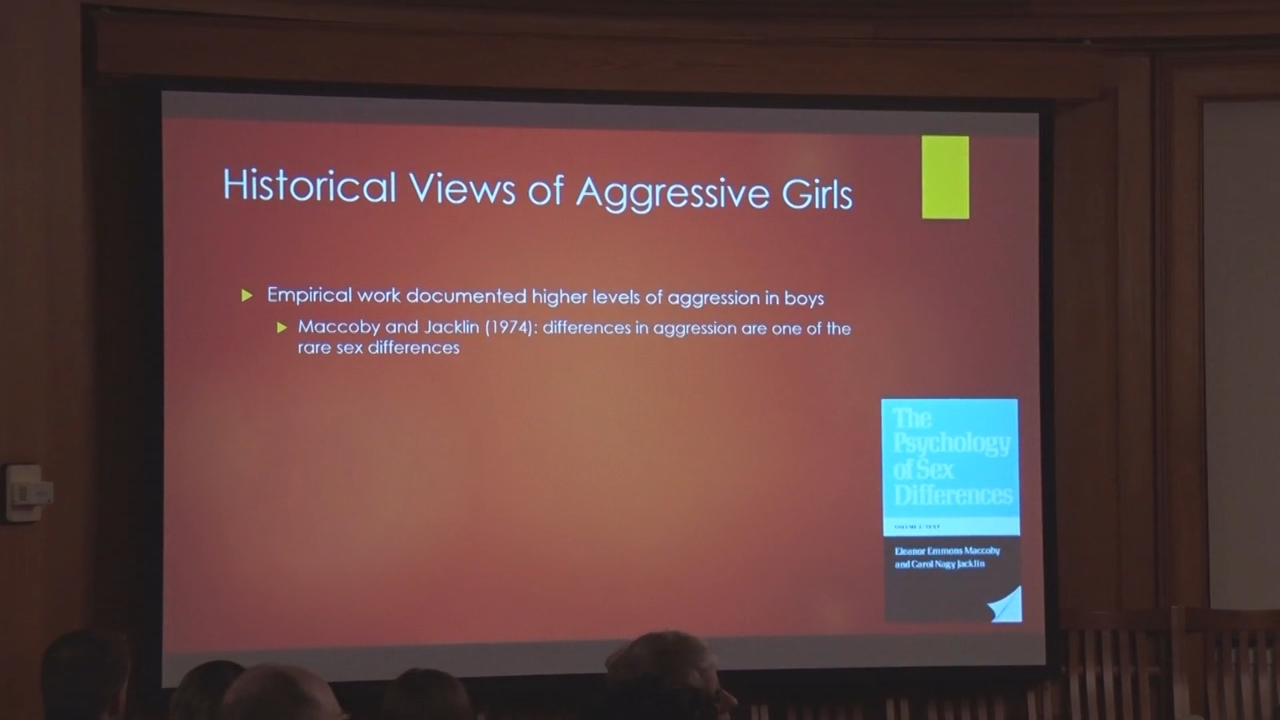 Historical Views of Aggressive Girls
Empirical work documented higher levels of aggression in boys
Maccoby and Jacklin (1974): differences in aggression are one of the
rare sex differences
The
Psychology
of Sex
Differences
VOLUME I: TEXT
Eleanor Emmons Maccoby
and Carol Nagy Jacklin